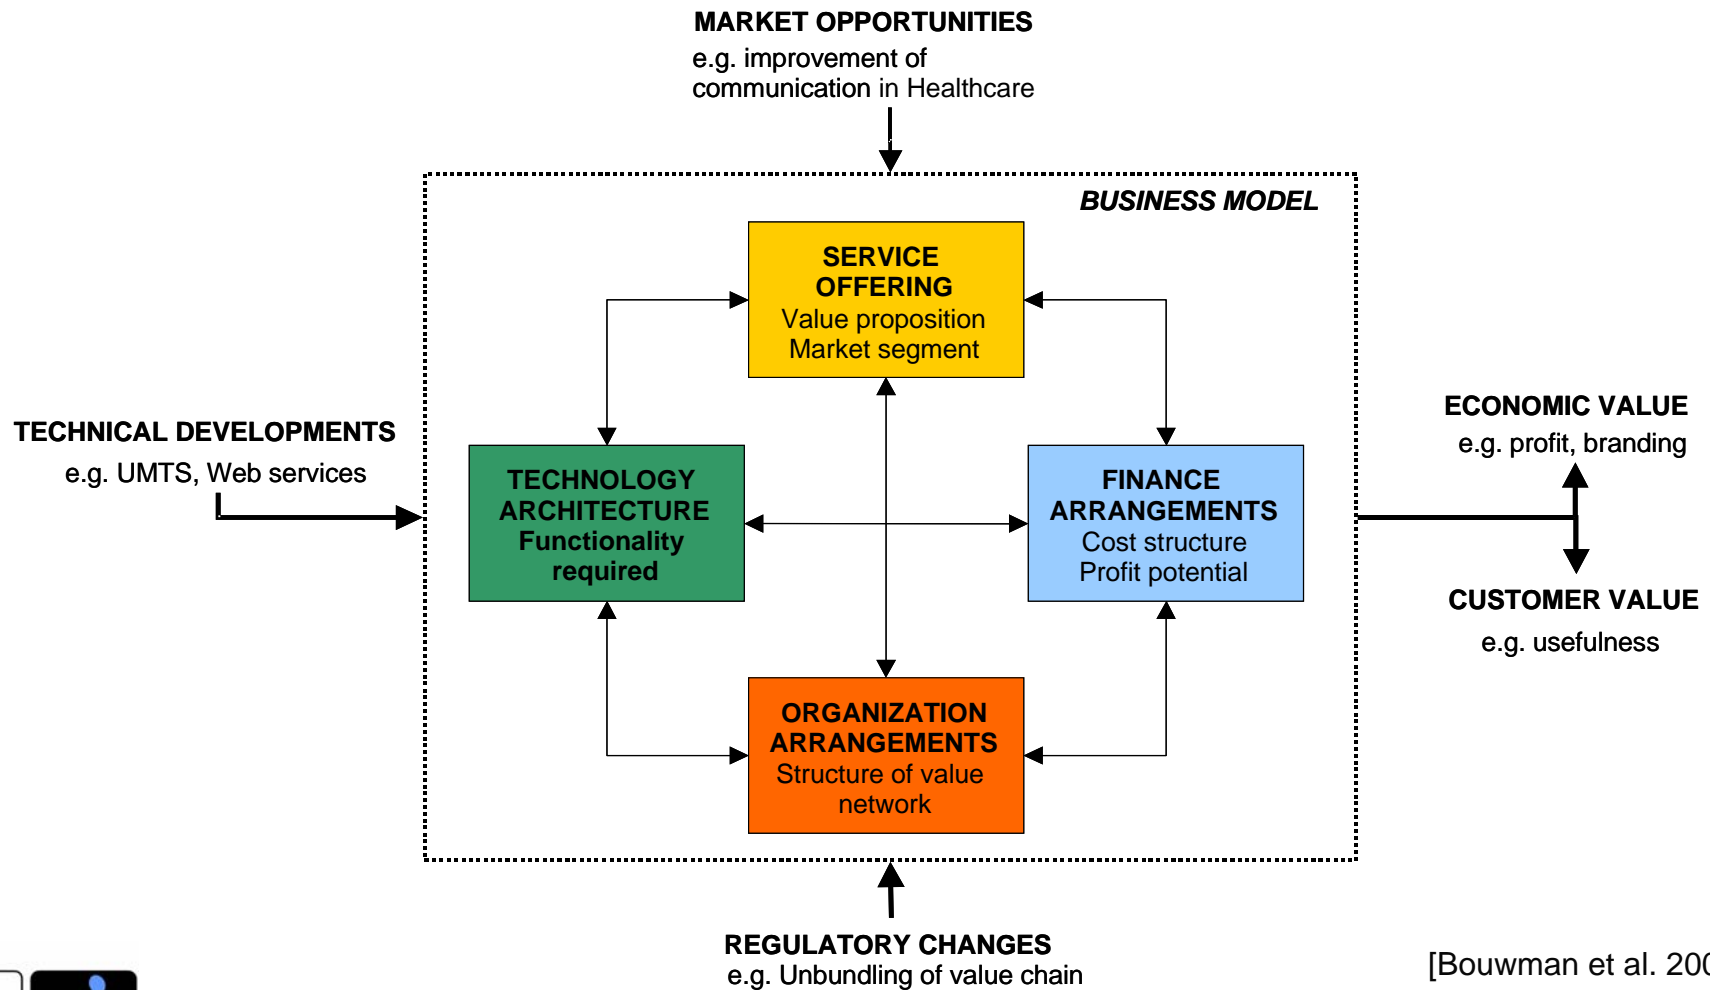 MARKET OPPORTUNITIES
e.g. improvement of
communication in Healthcare
BUSINESS MODEL
SERVICE
OFFERING
Value proposition
Market segment
TECHNICAL DEVELOPMENTS
e.g. UMTS, Web services
TECHNOLOGY
ARCHITECTURE
Functionality
required
FINANCE
ARRANGEMENTS
Cost structure
Profit potential
ECONOMIC VALUE
e.g. profit, branding
CUSTOMER VALUE
e.g. usefulness
ORGANIZATION
ARRANGEMENTS
Structure of value
network
REGULATORY CHANGES
e.g. Unbundling of value chain
[Bouwman et al.